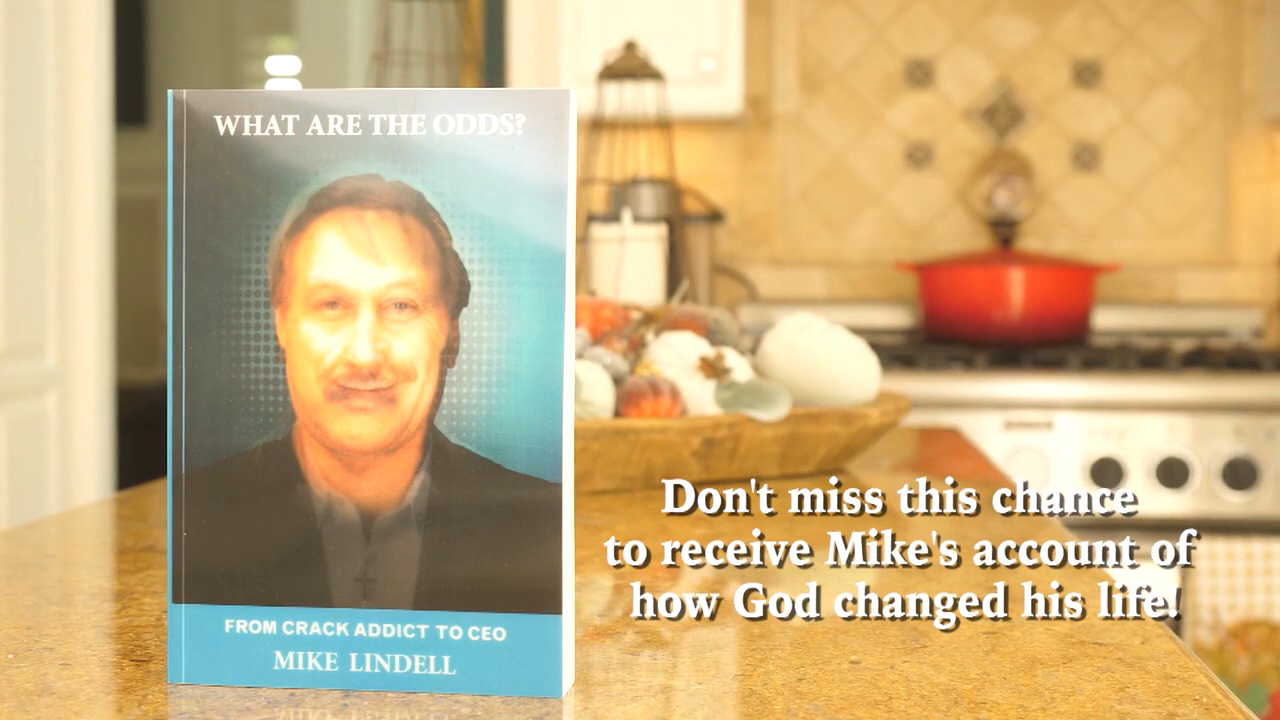 WHAT ARE THE ODDS?
FROM CRACK ADDICT TO CEO
MIKE LINDELL
Don't miss this chance
to receive Mike's account of
how God changed his life!